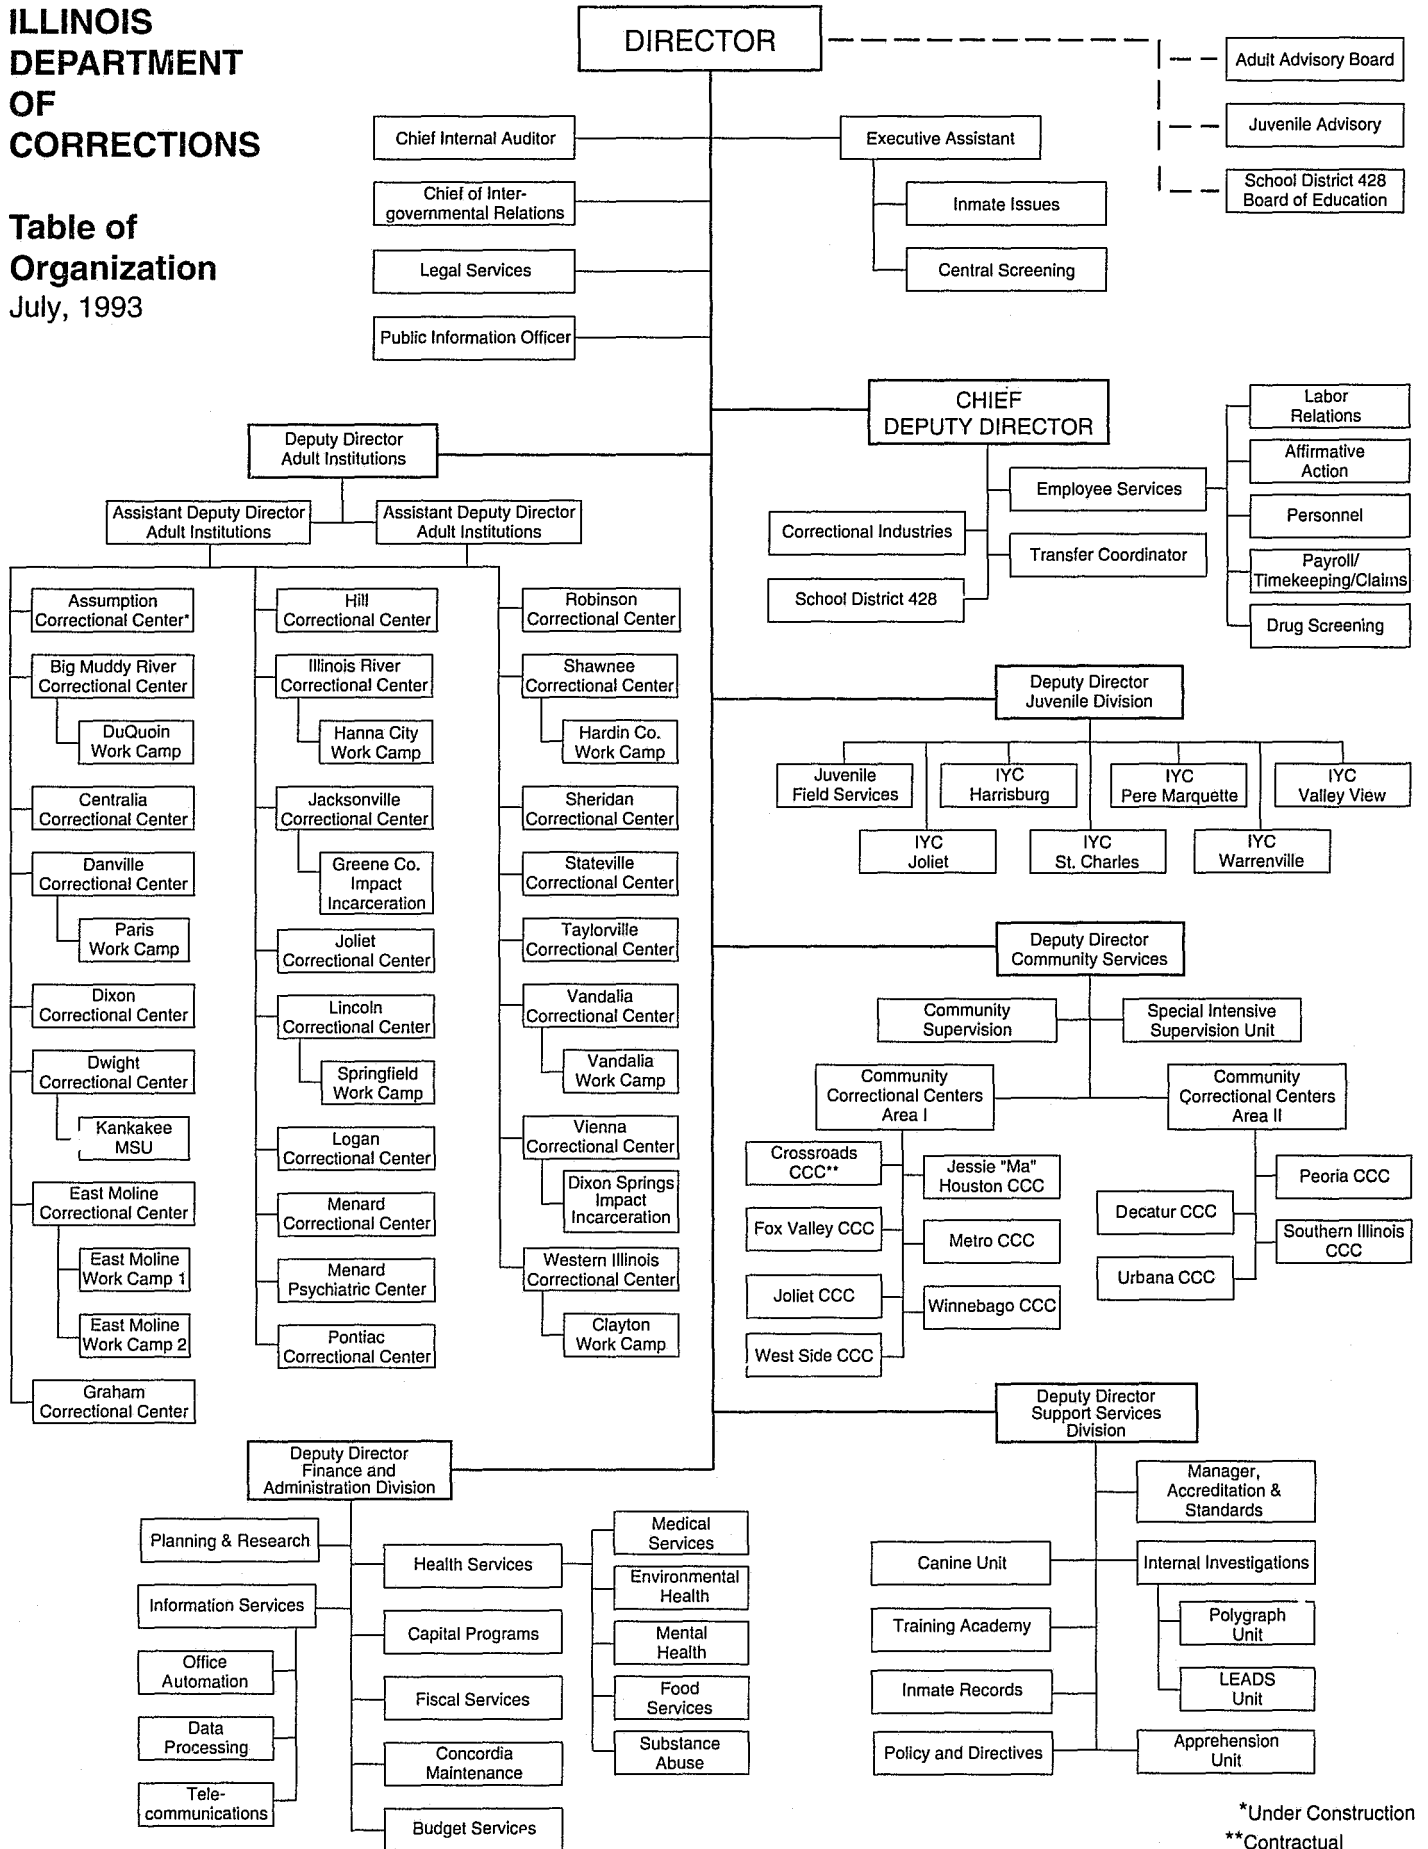 ILLINOIS
DEPARTMENT
OF
CORRECTIONS
Table of
Organization
July, 1993
DIRECTOR
Adult Advisory Board
Juvenile Advisory
School District 428
Board of Education
Chief Internal Auditor
Executive Assistant
Chief of Inter-
governmental Relations
Inmate Issues
Legal Services
Central Screening
Public Information Officer
CHIEF
DEPUTY DIRECTOR
Labor
Relations
Affirmative
Action
Employee Services
Personnel
Correctional Industries
Transfer Coordinator
Payroll/
Timekeeping/Claims
School District 428
Drug Screening
Deputy Director
Adult Institutions
Assistant Deputy Director
Adult Institutions
Assistant Deputy Director
Adult Institutions
Assumption
Correctional Center*
Big Muddy River
Correctional Center
DuQuoin
Work Camp
Centralia
Correctional Center
Danville
Correctional Center
Paris
Work Camp
Dixon
Correctional Center
Dwight
Correctional Center
Kankakee
MSU
East Moline
Correctional Center
East Moline
Work Camp 1
East Moline
Work Camp 2
Graham
Correctional Center
Hill
Correctional Center
Illinois River
Correctional Center
Hanna City
Work Camp
Jacksonville
Correctional Center
Greene Co.
Impact
Incarceration
Joliet
Correctional Center
Lincoln
Correctional Center
Springfield
Work Camp
Logan
Correctional Center
Menard
Correctional Center
Menard
Psychiatric Center
Pontiac
Correctional Center
Robinson
Correctional Center
Shawnee
Correctional Center
Hardin Co.
Work Camp
Sheridan
Correctional Center
Stateville
Correctional Center
Taylorville
Correctional Center
Vandalia
Correctional Center
Vandalia
Work Camp
Vienna
Correctional Center
Dixon Springs
Impact
Incarceration
Western Illinois
Correctional Center
Clayton
Work Camp
Deputy Director
Juvenile Division
Juvenile
Field Services
IYC
Harrisburg
IYC
Pere Marquette
IYC
Valley View
IYC
Joliet
IYC
St. Charles
IYC
Warrenville
Deputy Director
Community Services
Community
Supervision
Special Intensive
Supervision Unit
Community
Correctional Centers
Area I
Community
Correctional Centers
Area II
Crossroads
CCC**
Jessie "Ma"
Houston CCC
Fox Valley CCC
Metro CCC
Joliet CCC
Winnebago CCC
West Side CCC
Peoria CCC
Decatur CCC
Southern Illinois
CCC
Urbana CCC
Deputy Director
Support Services
Division
Manager,
Accreditation &
Standards
Canine Unit
Internal Investigations
Training Academy
Polygraph
Unit
Inmate Records
LEADS
Unit
Policy and Directives
Apprehension
Unit
Deputy Director
Finance and
Administration Division
Planning & Research
Health Services
Medical
Services
Environmental
Health
Mental
Health
Food
Services
Substance
Abuse
Information Services
Capital Programs
Office
Automation
Fiscal Services
Data
Processing
Concordia
Maintenance
Tele-
communications
Budget Services
*Under Construction
**Contractual